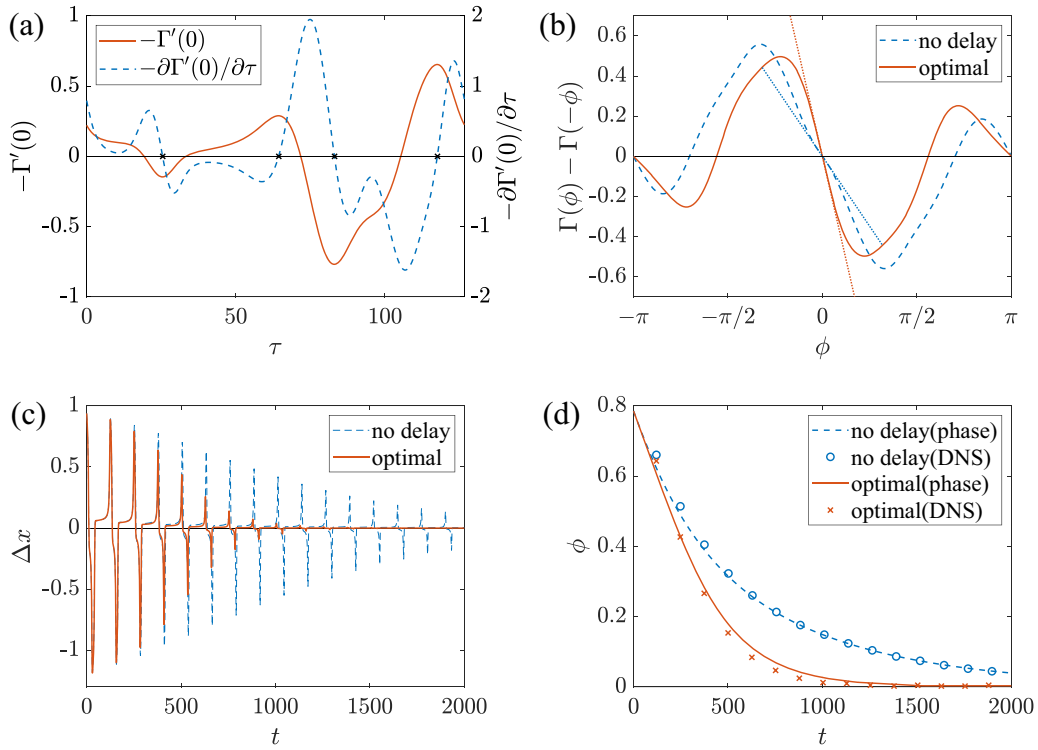 (a)
1
0.5
0
-0.5
-1
−Γ′(0)
−Γ′(0)
−∂Γ′(0)/∂τ
2
1
0
-1
-2
−∂Γ′(0)/∂τ
0
50
100
τ
(b)
0.6
0.4
0.2
0
-0.2
-0.4
-0.6
Γ(ϕ) − Γ(−ϕ)
no delay
optimal
−π
−π/2
0
π/2
π
ϕ
(c)
1
0.5
0
-0.5
-1
Δx
no delay
optimal
0
500
1000
1500
2000
t
(d)
0.8
0.6
0.4
0.2
0
ϕ
no delay(phase)
no delay(DNS)
optimal(phase)
optimal(DNS)
0
500
1000
1500
2000
t